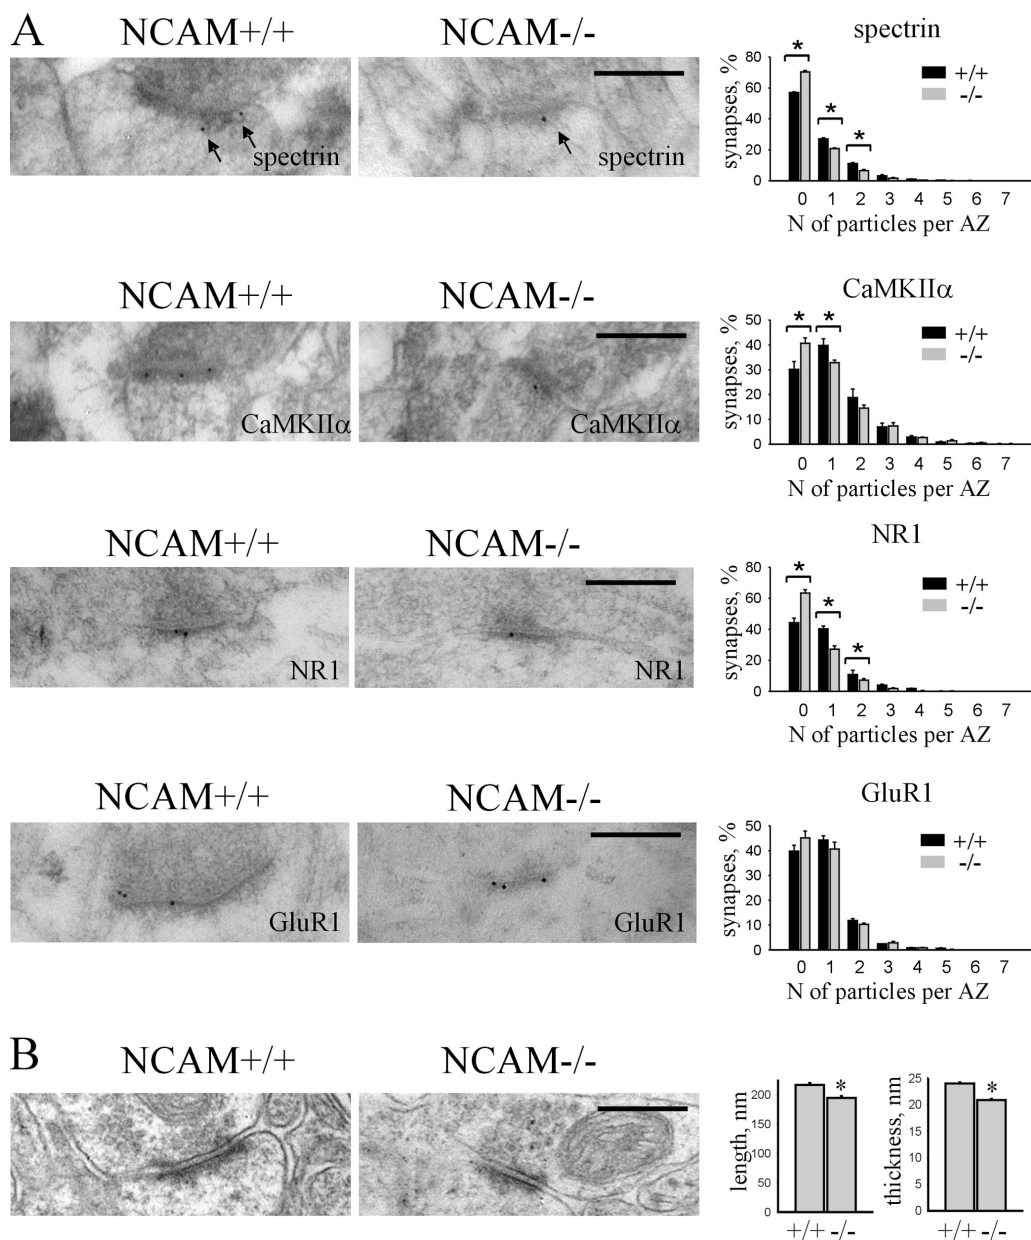 A
NCAM+/+
NCAM-/-
spectrin
spectrin
spectrin
synapses, %
80
60
40
20
0
* * *
+/+
-/-
0 1 2 3 4 5 6 7
N of particles per AZ
NCAM+/+
NCAM-/-
CaMKIIα
CaMKIIα
CaMKIIα
synapses, %
50
40
30
20
10
0
* *
+/+
-/-
0 1 2 3 4 5 6 7
N of particles per AZ
NCAM+/+
NCAM-/-
NR1
NR1
NR1
synapses, %
80
60
40
20
0
* * *
+/+
-/-
0 1 2 3 4 5 6 7
N of particles per AZ
NCAM+/+
NCAM-/-
GluR1
GluR1
GluR1
synapses, %
50
40
30
20
10
0
+/+
-/-
0 1 2 3 4 5 6 7
N of particles per AZ
B
NCAM+/+
NCAM-/-
length, nm
200
150
100
50
0
*
+/+ -/-
thickness, nm
25
20
15
10
5
0
*
+/+ -/-